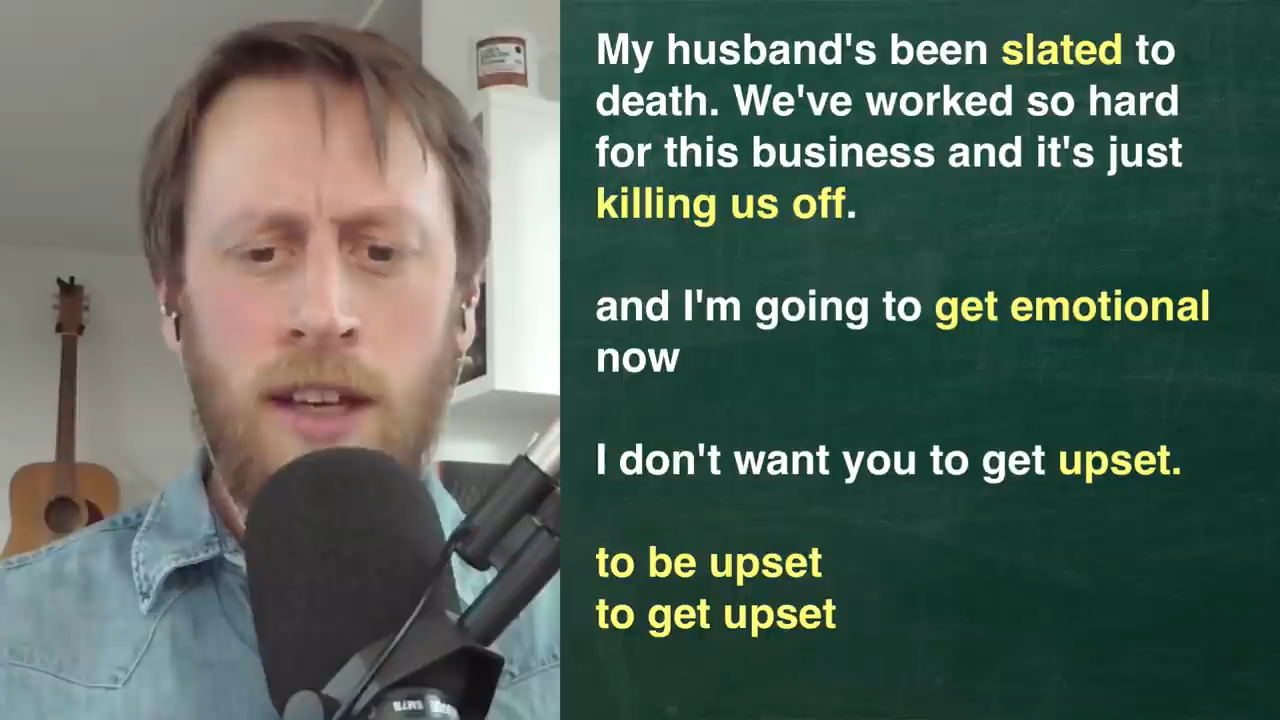 My husband's been slated to
death. We've worked so hard
for this business and it's just
killing us off.
and I'm going to get emotional
now
I don't want you to get upset.
to be upset
to get upset